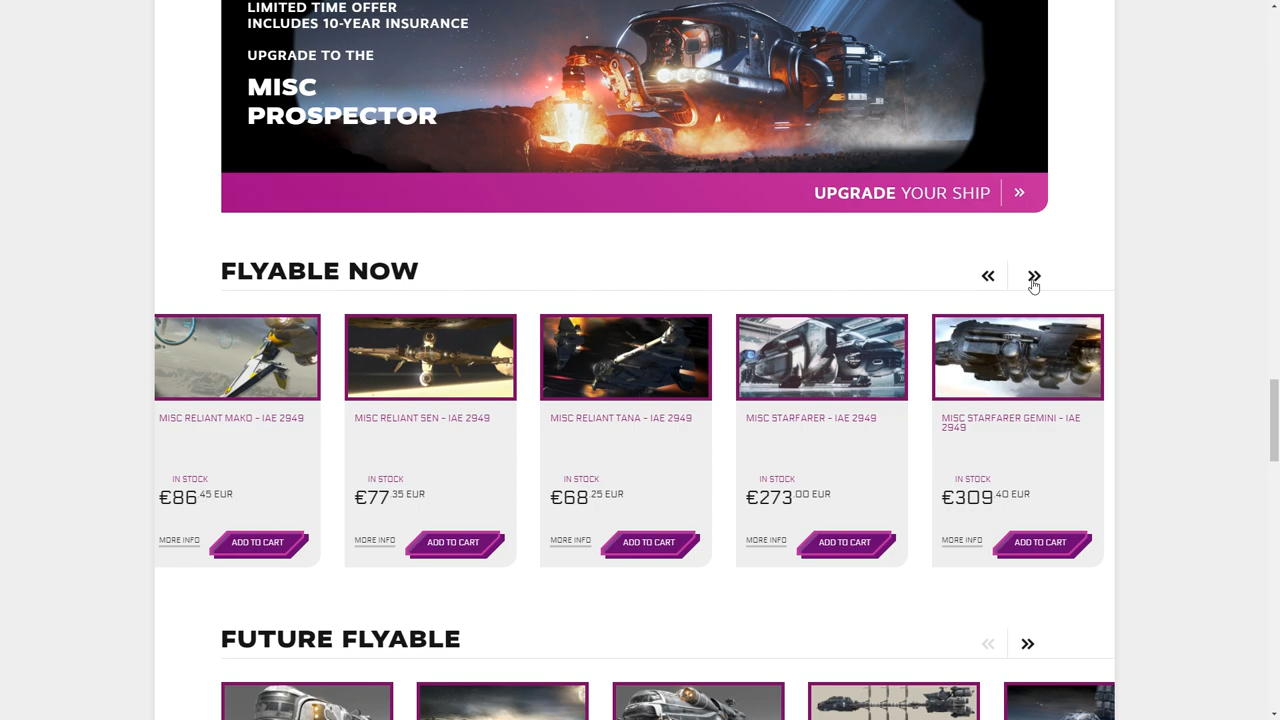 LIMITED TIME OFFER
INCLUDES 10-YEAR INSURANCE
UPGRADE TO THE
MISC
PROSPECTOR
UPGRADE YOUR SHIP »
FLYABLE NOW
« »
MISC RELIANT MAKO - IAE 2949
IN STOCK
€86.45 EUR
MORE INFO
ADD TO CART
MISC RELIANT SEN - IAE 2949
IN STOCK
€77.35 EUR
MORE INFO
ADD TO CART
MISC RELIANT TANA - IAE 2949
IN STOCK
€68.25 EUR
MORE INFO
ADD TO CART
MISC STARFARER - IAE 2949
IN STOCK
€273.00 EUR
MORE INFO
ADD TO CART
MISC STARFARER GEMINI - IAE
2949
IN STOCK
€309.40 EUR
MORE INFO
ADD TO CART
FUTURE FLYABLE
« »